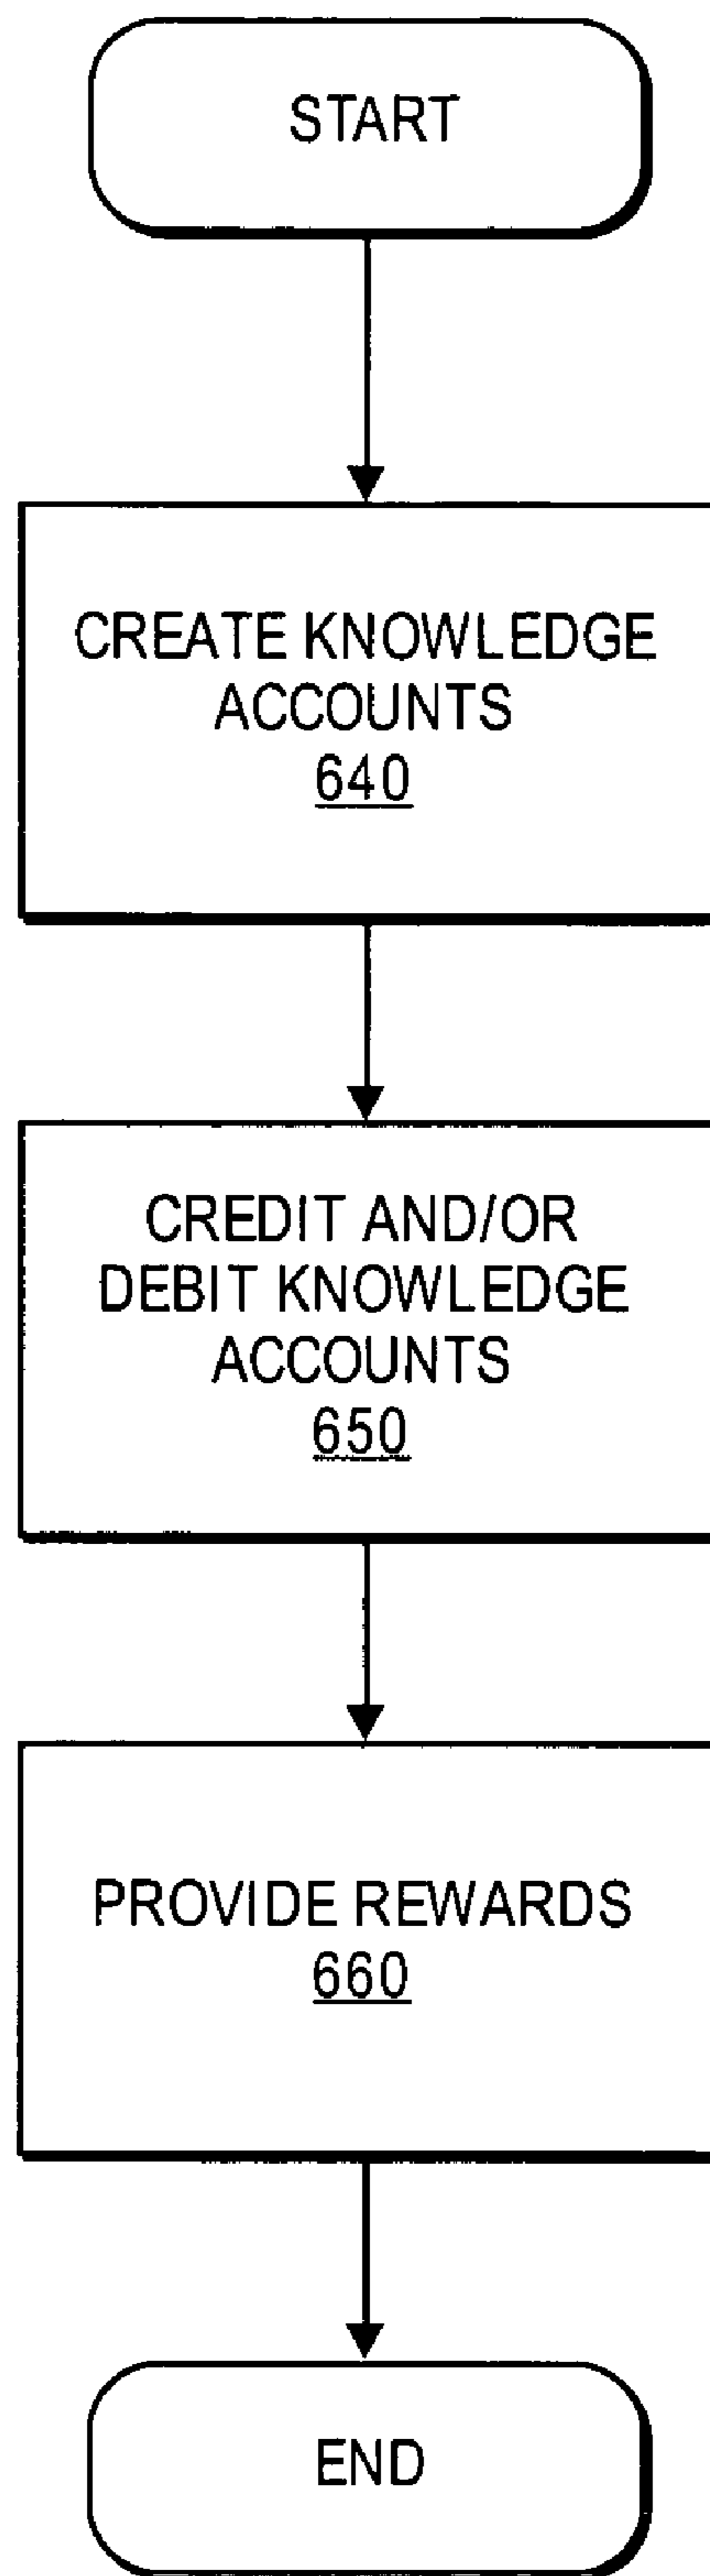 START
CREATE KNOWLEDGE
ACCOUNTS
640
CREDIT AND/OR
DEBIT KNOWLEDGE
ACCOUNTS
650
PROVIDE REWARDS
660
END